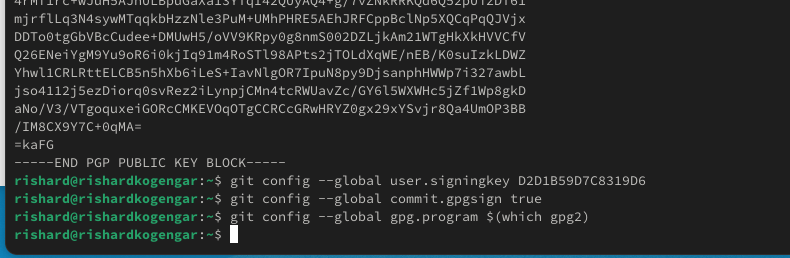 mjrflLq3N4sywMTqqkbHzzNle3PuM+UMhPHRE5AEhJRFCppBclNp5XQCqPqQJVjx
DDTo0tgGbVBcCudee+DMUwH5/oVV9KRpy0g8nmS002DZLjkAm21WTgHkXkHVVCfV
Q26ENeiYgM9Yu9oR6i0kjIq91m4RoSTl98APts2jTOLdXqWE/nEB/K0suIzkLDWZ
Yhwl1CRLRttELCB5n5hXb6iLeS+IavNlgOR7IpuN8py9DjsanphHWWp7i327awbL
jso4112j5ezDiorq0svRez2iLynpjCMn4tcRWUavZc/GY6l5WXWHc5jZf1Wp8gkD
aNo/V3/VTgoquxeiGORcCMKEVOqOTgCCRCcGRwHRYZ0gx29xYSvjr8Qa4UmOP3BB
/IM8CX9Y7C+0qMA=
=kaFG
-----END PGP PUBLIC KEY BLOCK-----
rishard@rishardkogengar:~$ git config --global user.signingkey D2D1B59D7C8319D6
rishard@rishardkogengar:~$ git config --global commit.gpgsign true
rishard@rishardkogengar:~$ git config --global gpg.program $(which gpg2)
rishard@rishardkogengar:~$